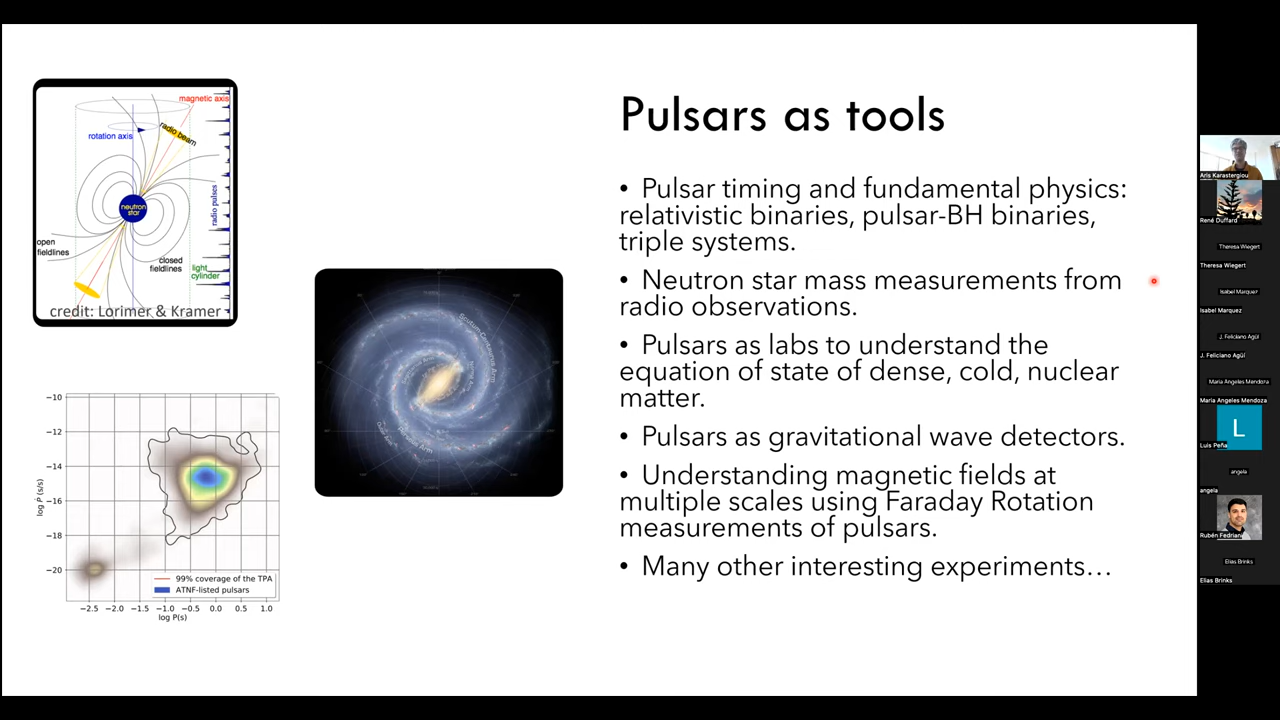 Pulsars as tools
• Pulsar timing and fundamental physics:
relativistic binaries, pulsar-BH binaries,
triple systems.
• Neutron star mass measurements from
radio observations.
• Pulsars as labs to understand the
equation of state of dense, cold, nuclear
matter.
• Pulsars as gravitational wave detectors.
• Understanding magnetic fields at
multiple scales using Faraday Rotation
measurements of pulsars.
• Many other interesting experiments…
magnetic axis
rotation axis
radio beam
neutron
star
radio pulses
open
fieldlines
closed
fieldlines
light
cylinder
credit: Lorimer & Kramer
−10
−12
−14
−16
−18
−20
log Ṗ (s/s)
99% coverage of the TPA
ATNF-listed pulsars
−2.5 −2.0 −1.5 −1.0 −0.5 0.0 0.5 1.0
log P(s)
Aris Karastergiou
René Duffard
Theresa Wiegert
Theresa Wiegert
Isabel Marquez
Isabel Marquez
J. Feliciano Agüí
J. Feliciano Agüí
Maria Angeles Mendoza
Maria Angeles Mendoza
L
Luis Peña
angela
angela
Rubén Fedriani
Elias Brinks
Elias Brinks